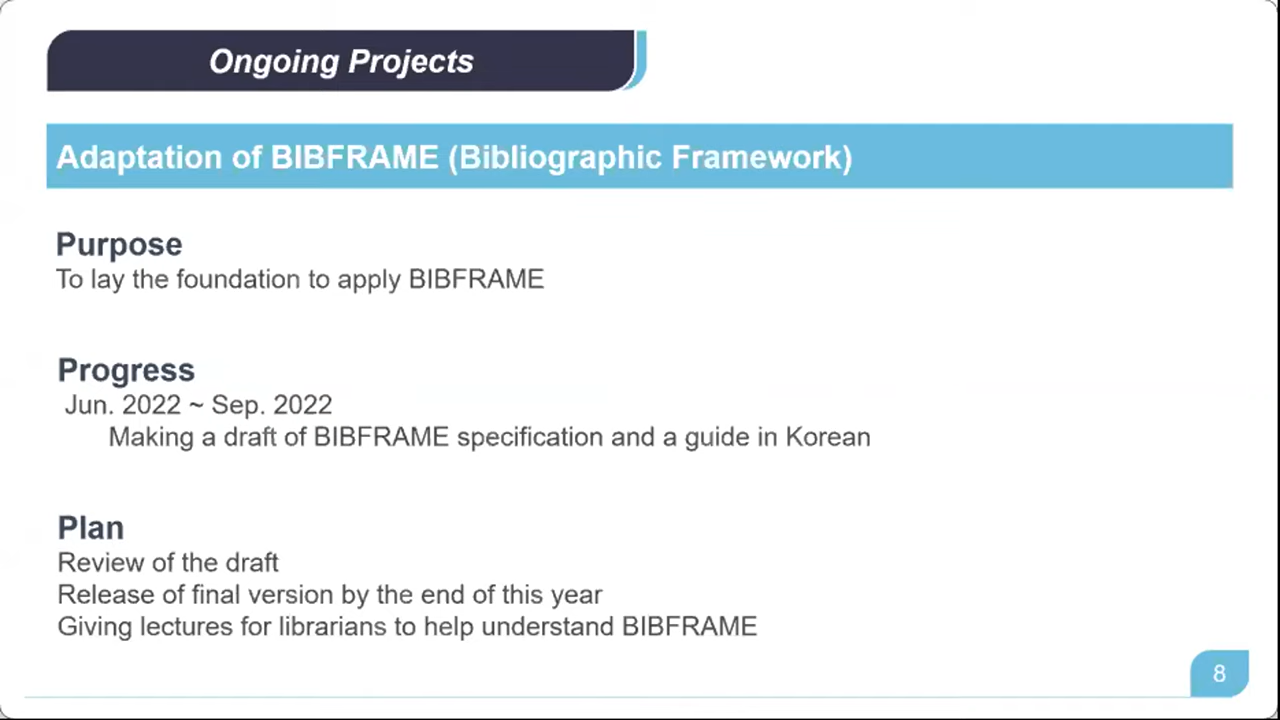 Ongoing Projects
Adaptation of BIBFRAME (Bibliographic Framework)
Purpose
To lay the foundation to apply BIBFRAME
Progress
Jun. 2022 ~ Sep. 2022
Making a draft of BIBFRAME specification and a guide in Korean
Plan
Review of the draft
Release of final version by the end of this year
Giving lectures for librarians to help understand BIBFRAME
8